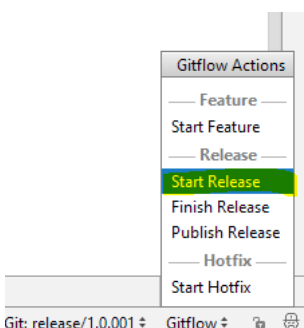 Gitflow Actions
Feature
Start Feature
Release
Start Release
Finish Release
Publish Release
Hotfix
Start Hotfix
Git: release/1.0.001 Gitflow